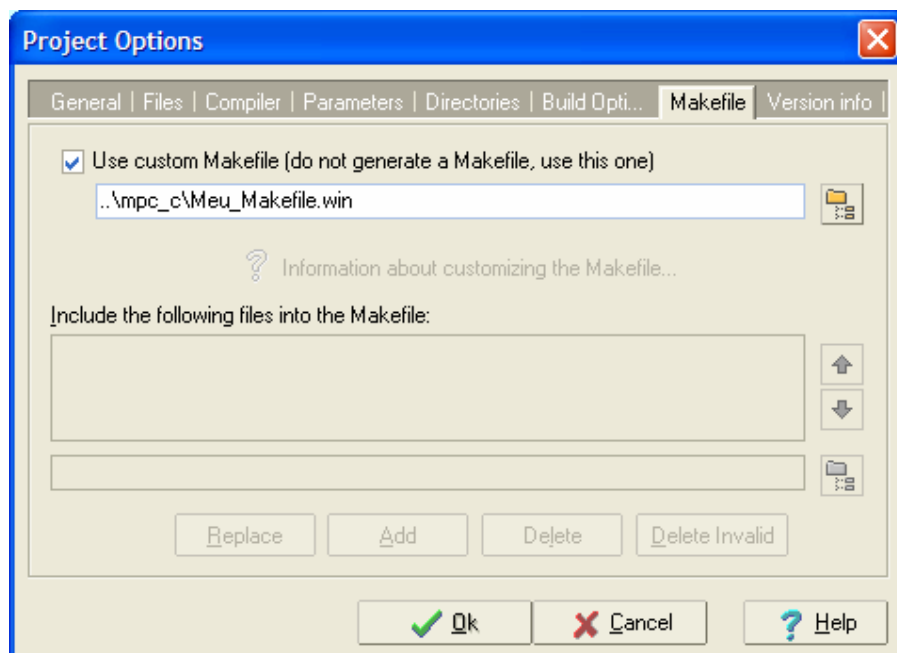 Project Options
General | Files | Compiler | Parameters | Directories | Build Opti... Makefile Version info |
Use custom Makefile (do not generate a Makefile, use this one)
..\mpc_c\Meu_Makefile.win
Information about customizing the Makefile...
Include the following files into the Makefile:
Replace Add Delete Delete Invalid
Ok Cancel Help